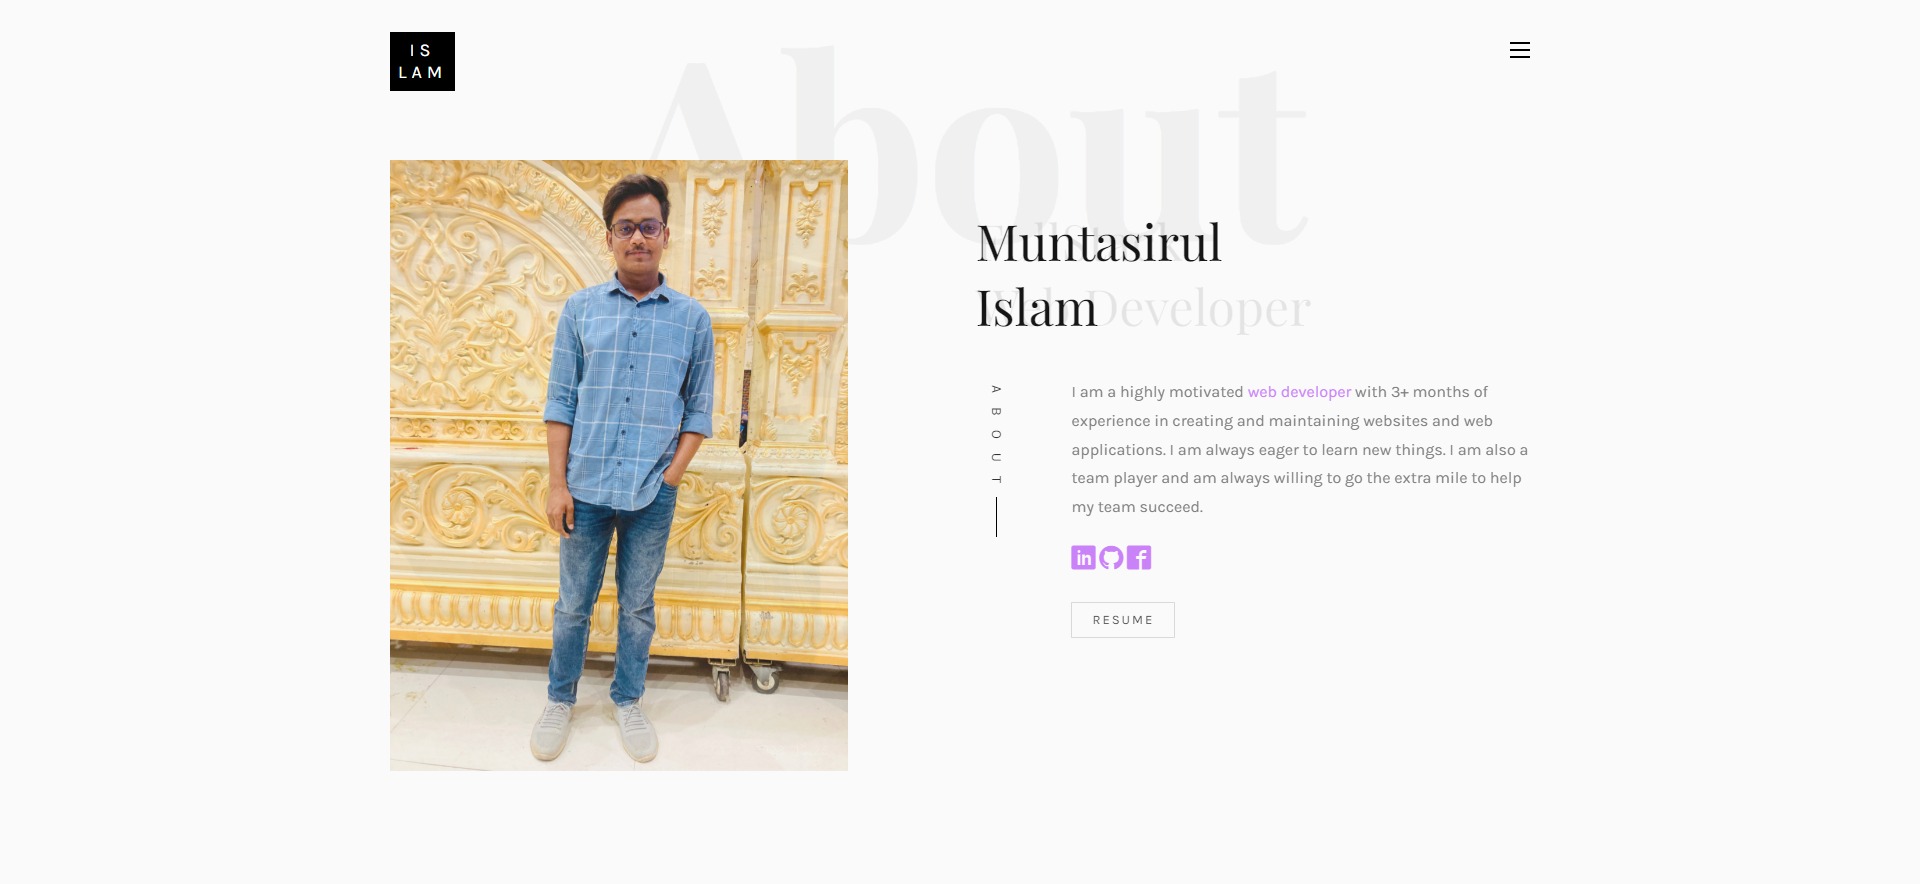 IS
LAM
About
Muntasirul
Islam
Developer
ABOUT
I am a highly motivated web developer with 3+ months of
experience in creating and maintaining websites and web
applications. I am always eager to learn new things. I am also a
team player and am always willing to go the extra mile to help
my team succeed.
in
f
RESUME